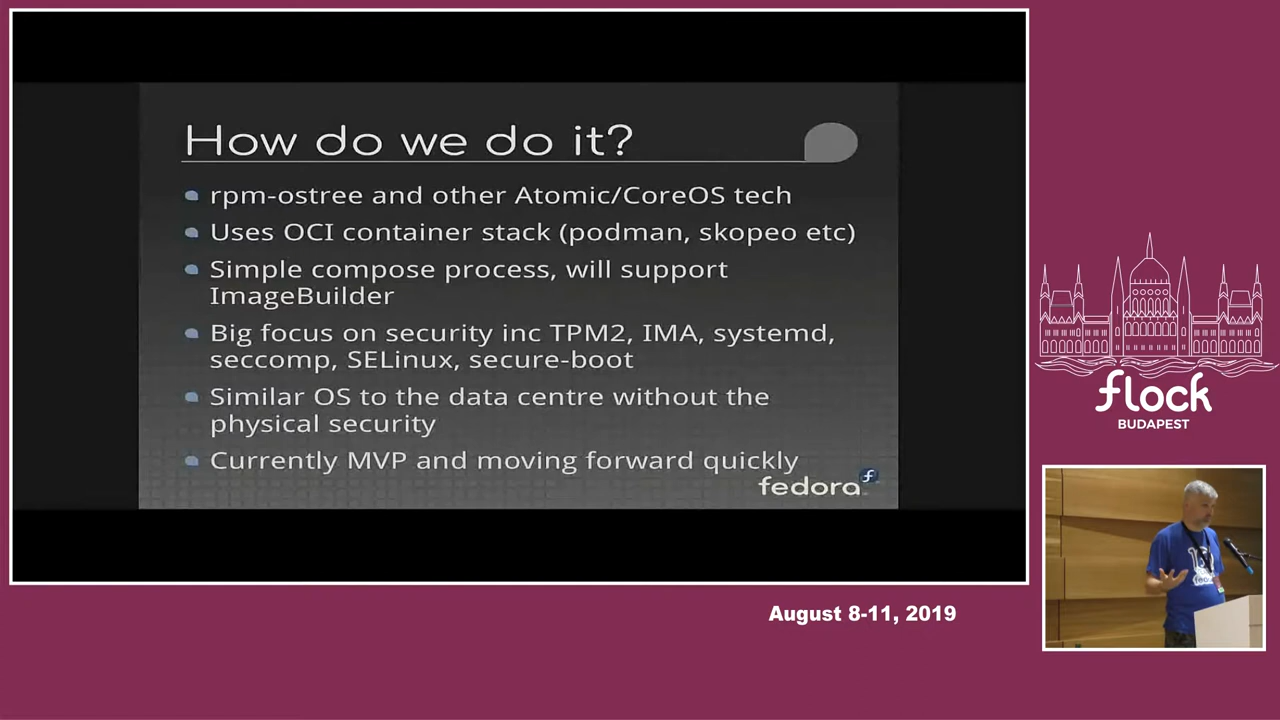 How do we do it?
rpm-ostree and other Atomic/CoreOS tech
Uses OCI container stack (podman, skopeo etc)
Simple compose process, will support
ImageBuilder
Big focus on security inc TPM2, IMA, systemd,
seccomp, SELinux, secure-boot
Similar OS to the data centre without the
physical security
Currently MVP and moving forward quickly
fedora
flock
BUDAPEST
August 8-11, 2019